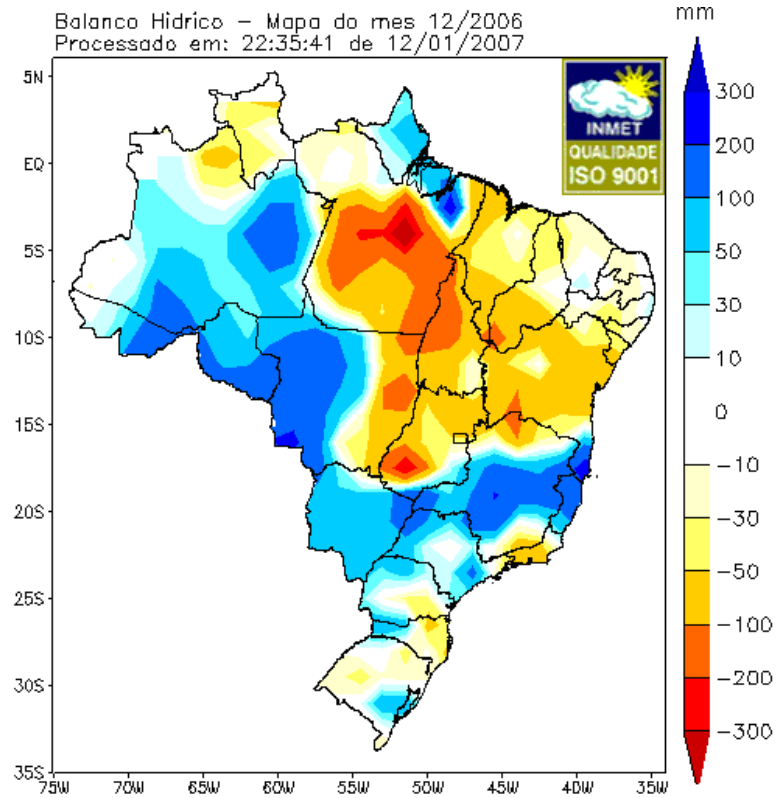 Balanco Hidrico – Mapa do mes 12/2006
Processado em: 22:35:41 de 12/01/2007
mm
INMET
QUALIDADE
ISO 9001
5N
EQ
5S
10S
15S
20S
25S
30S
35S
75W
70W
65W
60W
55W
50W
45W
40W
35W
300
200
100
50
30
10
0
−10
−30
−50
−100
−200
−300